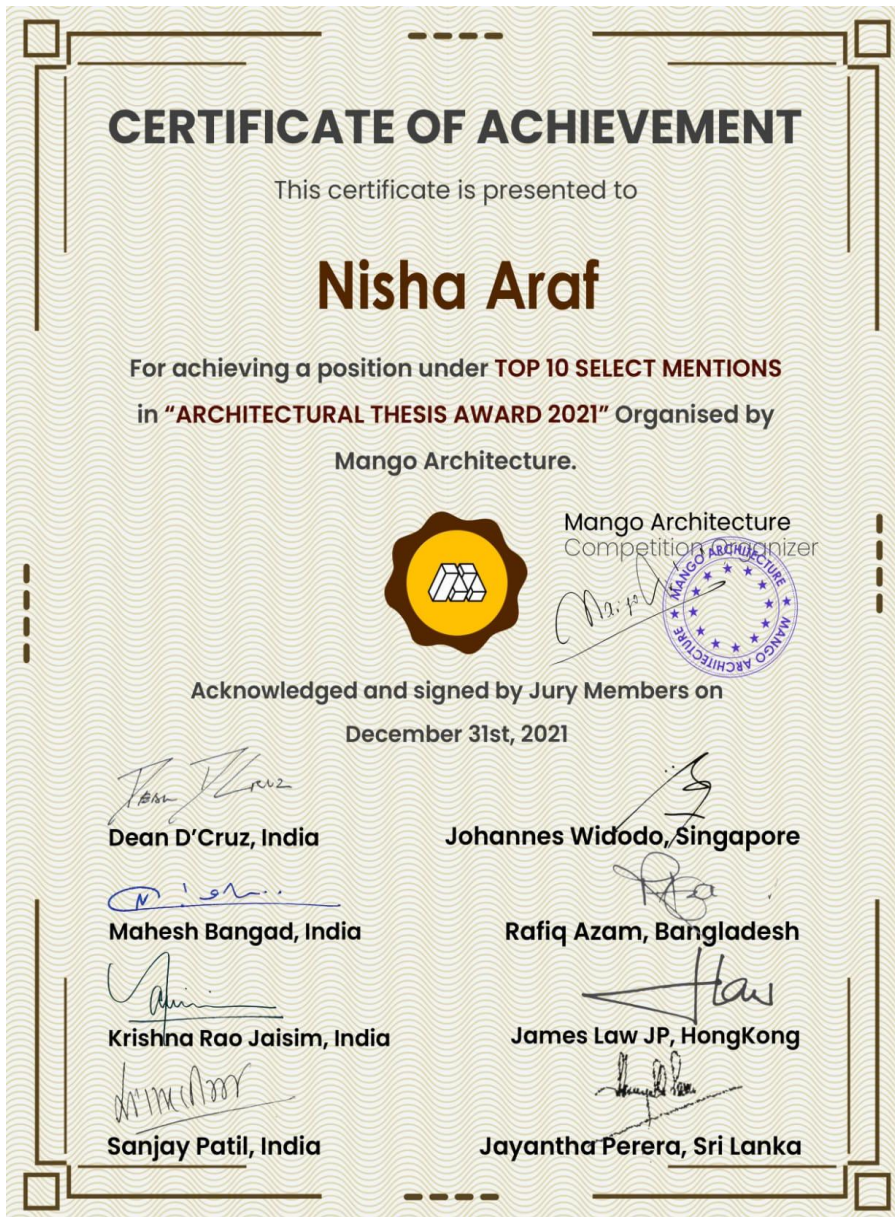 CERTIFICATE OF ACHIEVEMENT
This certificate is presented to
Nisha Araf
For achieving a position under TOP 10 SELECT MENTIONS
in “ARCHITECTURAL THESIS AWARD 2021” Organised by
Mango Architecture.
Mango Architecture
Competition Organizer
MANGO ARCHITECTURE ★ MANGO ARCHITECTURE ★
Acknowledged and signed by Jury Members on
December 31st, 2021
Dean D’Cruz, India
Johannes Widodo, Singapore
Mahesh Bangad, India
Rafiq Azam, Bangladesh
Krishna Rao Jaisim, India
James Law JP, HongKong
Sanjay Patil, India
Jayantha Perera, Sri Lanka